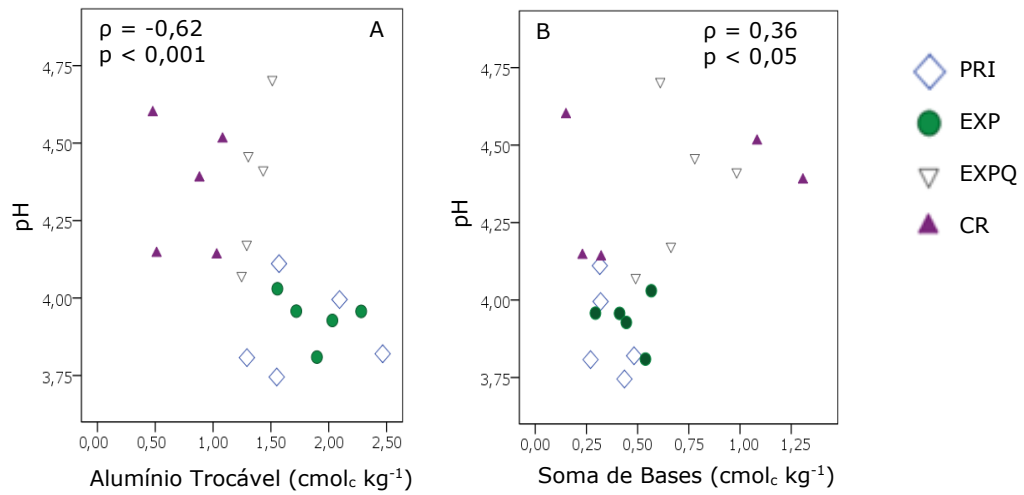 ρ = -0,62
p < 0,001
A
4,75
4,50
4,25
4,00
3,75
pH
0,00 0,50 1,00 1,50 2,00 2,50
Alumínio Trocável (cmolc kg-1)
B
ρ = 0,36
p < 0,05
4,75
4,50
4,25
4,00
3,75
pH
0,00 0,25 0,50 0,75 1,00 1,25
Soma de Bases (cmolc kg-1)
PRI
EXP
EXPQ
CR